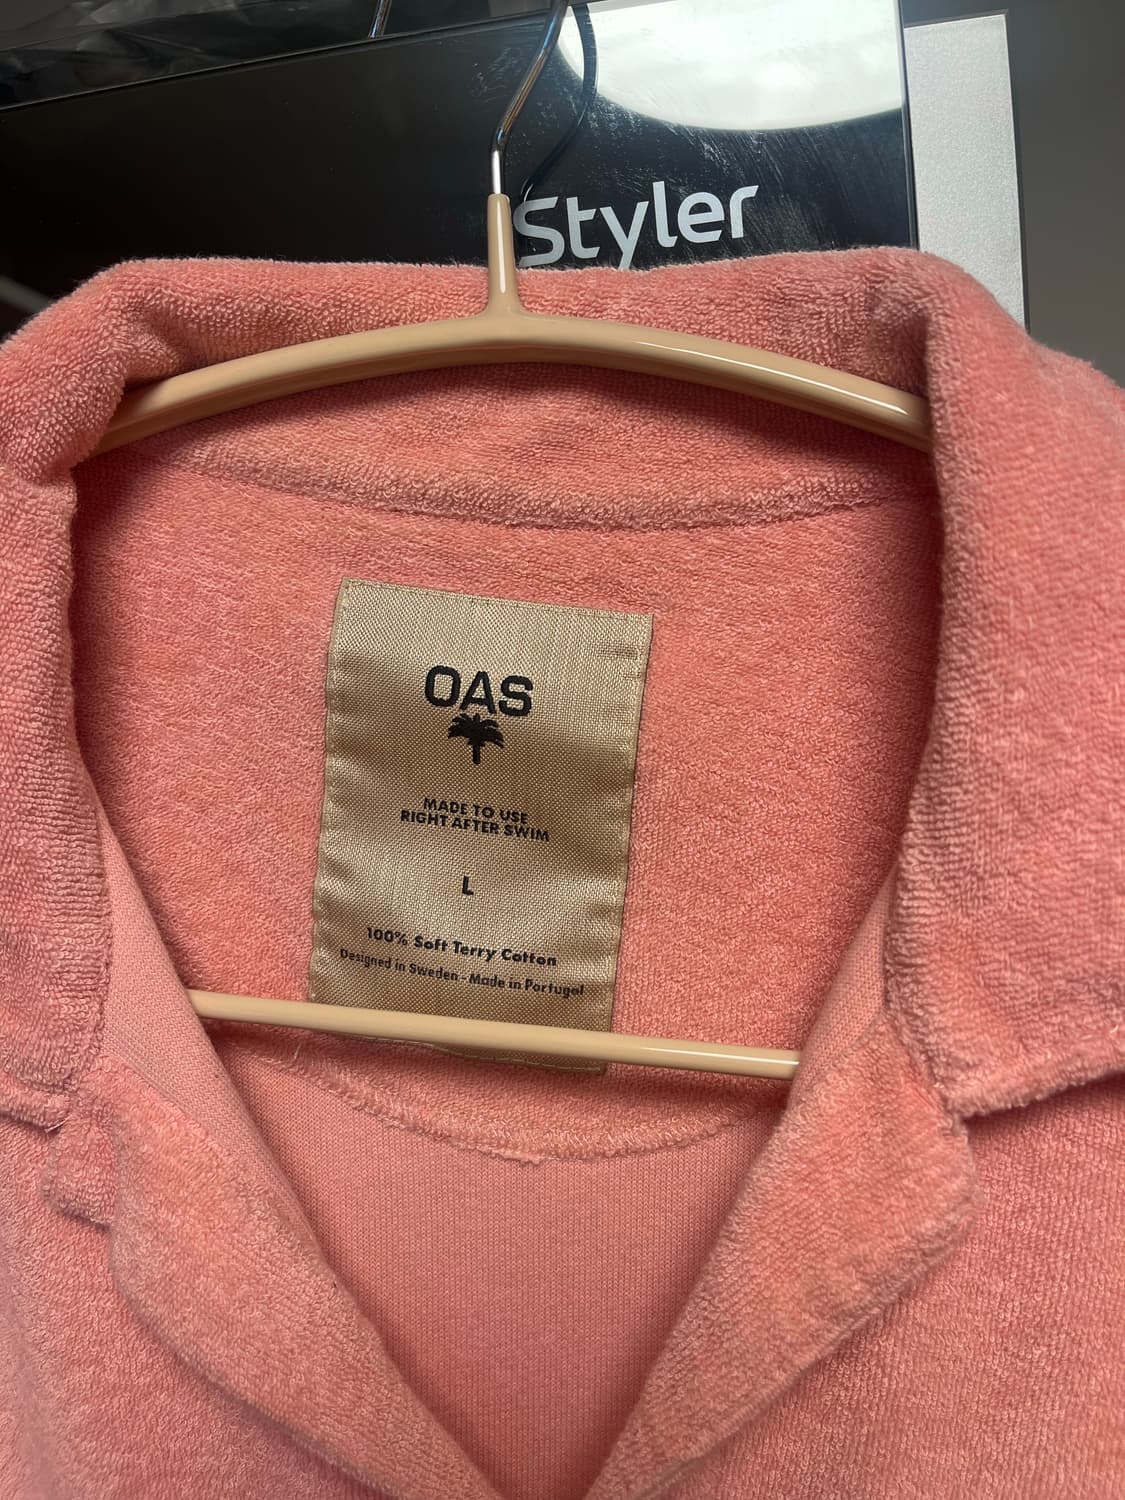 Styler
OAS
MADE TO USE
RIGHT AFTER SWIM
L
100% Soft Terry Cotton
Designed in Sweden - Made in Portugal